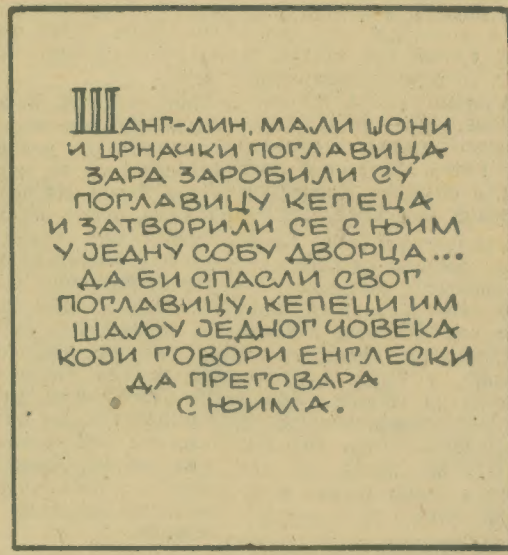 ШАНГ-ЛИН, МАЛИ ЏОНИ
И ЦРНАЧКИ ПОГЛАВИЦА
ЗАРА ЗАРОБИЛИ СУ
ПОГЛАВИЦУ КЕПЕЦА
И ЗАТВОРИЛИ СЕ С ЊИМ
У ЈЕДНУ СОБУ ДВОРЦА...
ДА БИ СПАСЛИ СВОГ
ПОГЛАВИЦУ, КЕПЕЦИ ИМ
ШАЉУ ЈЕДНОГ ЧОВЕКА
КОЈИ ГОВОРИ ЕНГЛЕСКИ
ДА ПРЕГОВАРА
С ЊИМА.